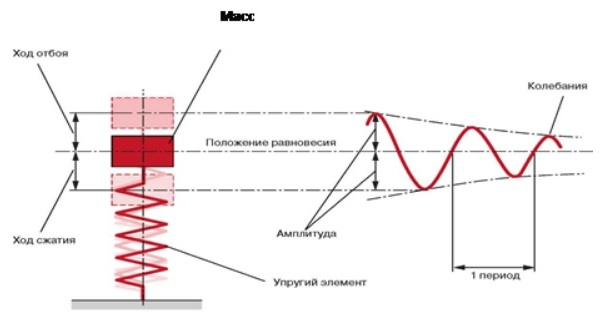 Масс
Ход отбоя
Колебания
Положение равновесия
Амплитуда
Ход сжатия
1 период
Упругий элемент